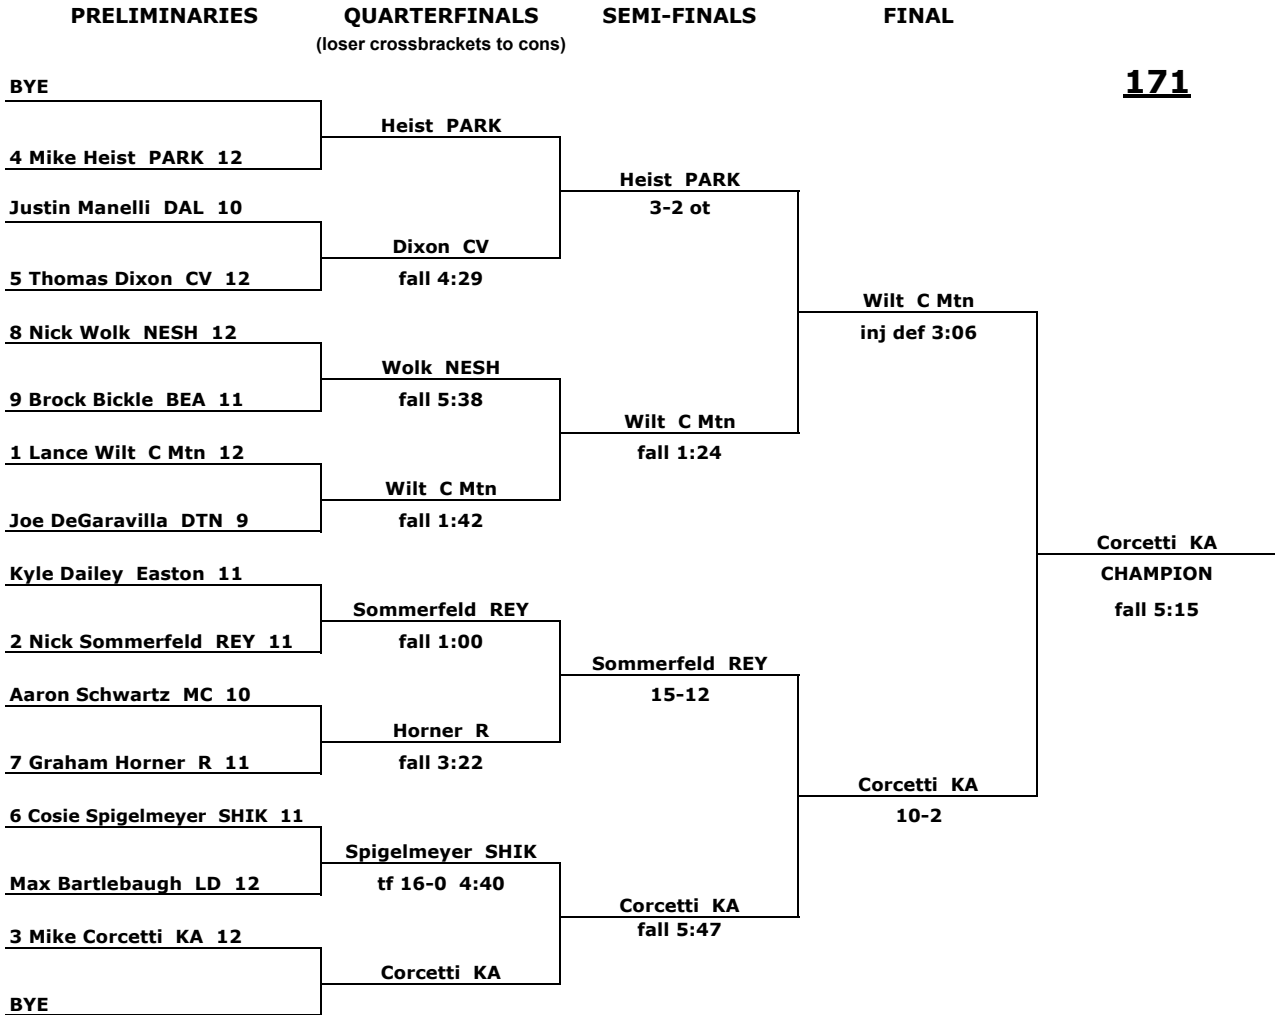 PRELIMINARIES QUARTERFINALS SEMI-FINALS FINAL
(loser crossbrackets to cons)
171
BYE
Heist PARK
4 Mike Heist PARK 12
Heist PARK
3-2 ot
Justin Manelli DAL 10
Dixon CV
5 Thomas Dixon CV 12
fall 4:29
Wilt C Mtn
inj def 3:06
8 Nick Wolk NESH 12
Wolk NESH
9 Brock Bickle BEA 11
fall 5:38
Wilt C Mtn
fall 1:24
1 Lance Wilt C Mtn 12
Wilt C Mtn
Joe DeGaravilla DTN 9
fall 1:42
Corcetti KA
CHAMPION
fall 5:15
Kyle Dailey Easton 11
Sommerfeld REY
2 Nick Sommerfeld REY 11
fall 1:00
Sommerfeld REY
15-12
Aaron Schwartz MC 10
Horner R
7 Graham Horner R 11
fall 3:22
Corcetti KA
10-2
6 Cosie Spigelmeyer SHIK 11
Spigelmeyer SHIK
Max Bartlebaugh LD 12
tf 16-0 4:40
Corcetti KA
fall 5:47
3 Mike Corcetti KA 12
Corcetti KA
BYE